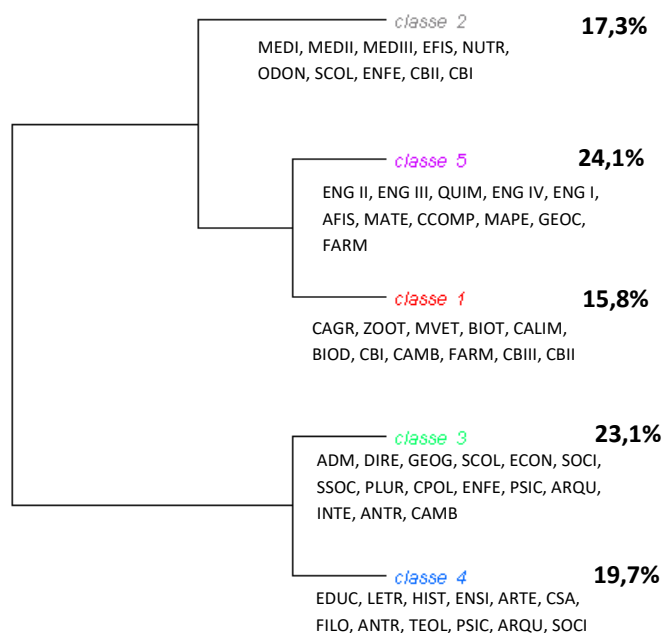 classe 2 17,3%
MEDI, MEDII, MEDIII, EFIS, NUTR,
ODON, SCOL, ENFE, CBII, CBI
classe 5 24,1%
ENG II, ENG III, QUIM, ENG IV, ENG I,
AFIS, MATE, CCOMP, MAPE, GEOC,
FARM
classe 1 15,8%
CAGR, ZOOT, MVET, BIOT, CALIM,
BIOD, CBI, CAMB, FARM, CBIII, CBII
classe 3 23,1%
ADM, DIRE, GEOG, SCOL, ECON, SOCI,
SSOC, PLUR, CPOL, ENFE, PSIC, ARQU,
INTE, ANTR, CAMB
classe 4 19,7%
EDUC, LETR, HIST, ENSI, ARTE, CSA,
FILO, ANTR, TEOL, PSIC, ARQU, SOCI